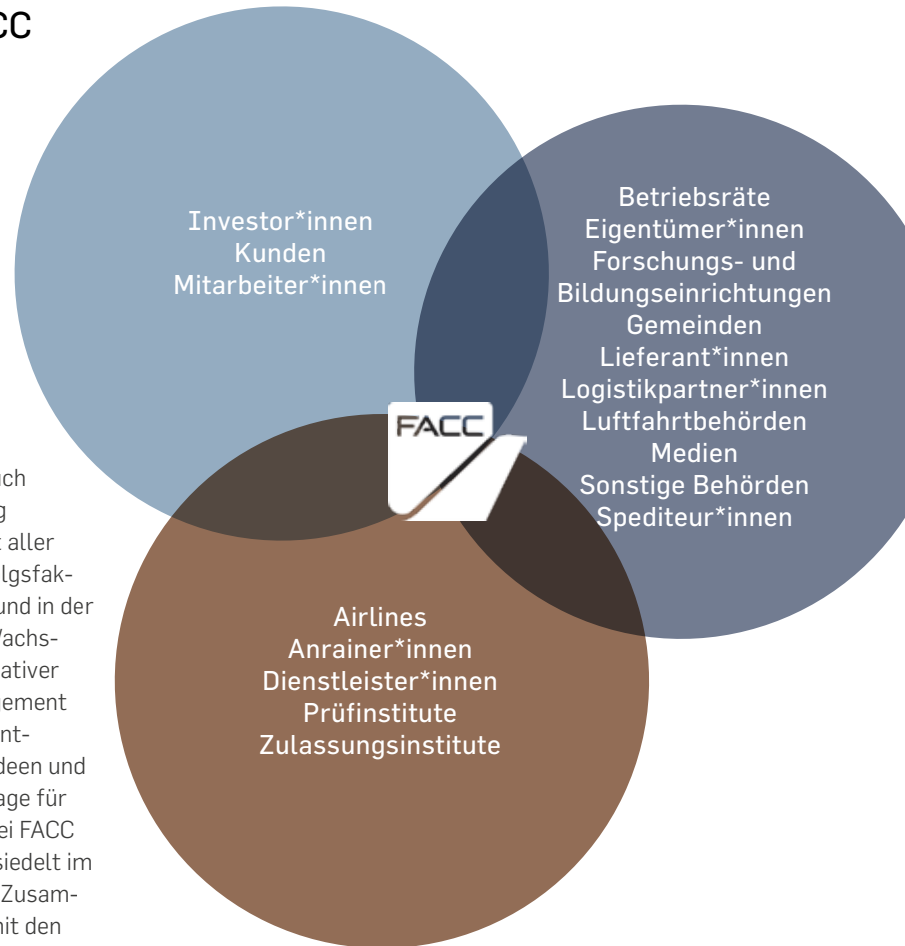 CC
Investor*innen
Kunden
Mitarbeiter*innen
Betriebsräte
Eigentümer*innen
Forschungs- und
Bildungseinrichtungen
Gemeinden
Lieferant*innen
Logistikpartner*innen
Luftfahrtbehörden
Medien
Sonstige Behörden
Spediteur*innen
FACC
Airlines
Anrainer*innen
Dienstleister*innen
Prüfinstitute
Zulassungsinstitute
uch
g
t aller
lgsfak-
und in der
Wachs-
ativer
gement
nt-
deen und
age für
ei FACC
siedelt im
Zusam-
mit den